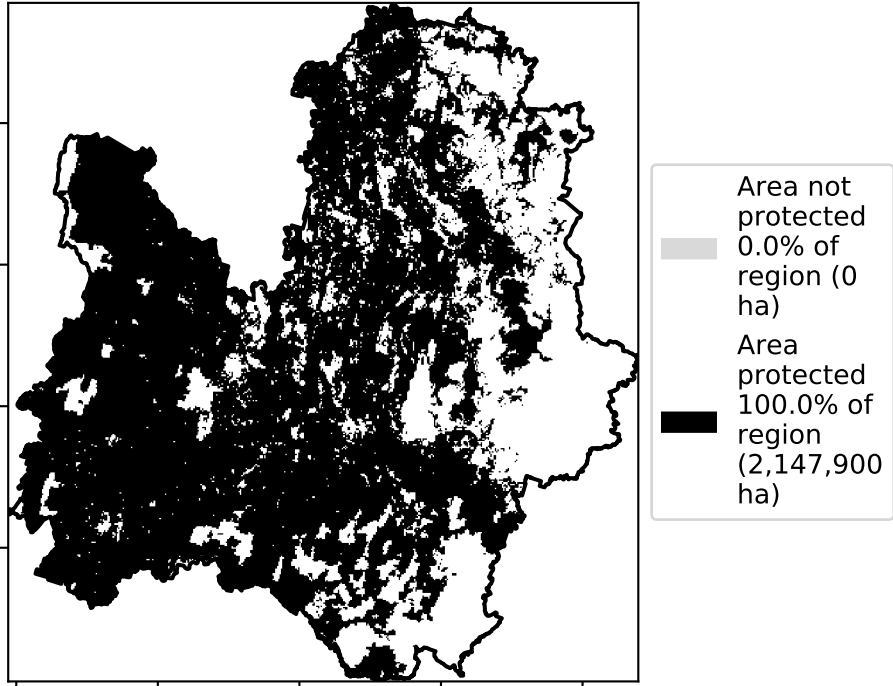 Area not
protected
0.0% of
region (0
ha)
Area
protected
100.0% of
region
(2,147,900
ha)